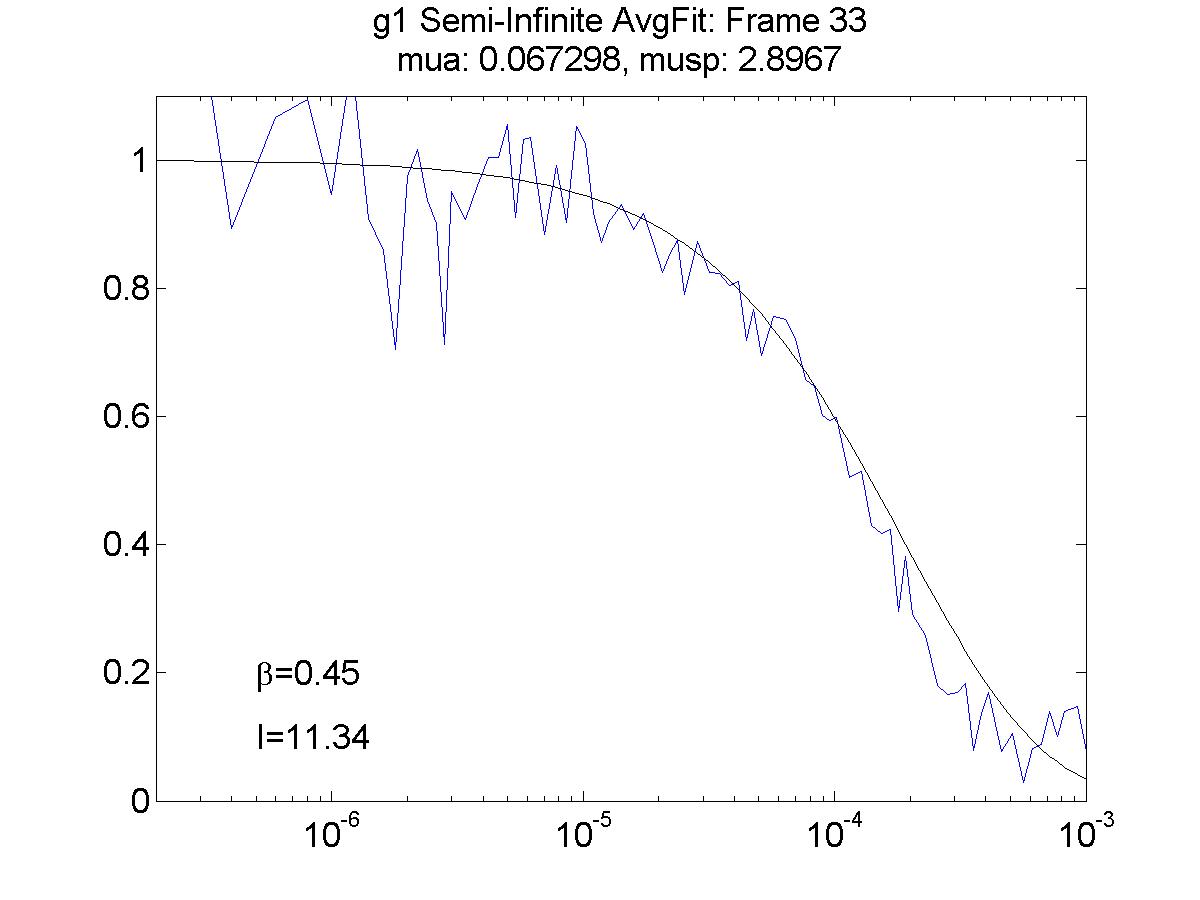 g1 Semi-Infinite AvgFit: Frame 33
mua: 0.067298, musp: 2.8967
1
0.8
0.6
0.4
0.2
0
β=0.45
I=11.34
10^-6
10^-5
10^-4
10^-3